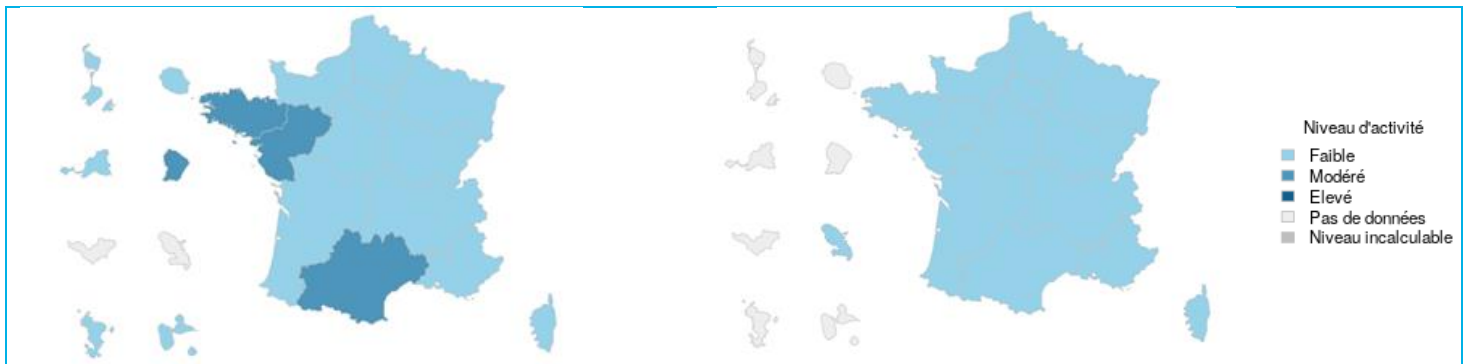 Niveau d'activité
Faible
Modéré
Elevé
Pas de données
Niveau incalculable